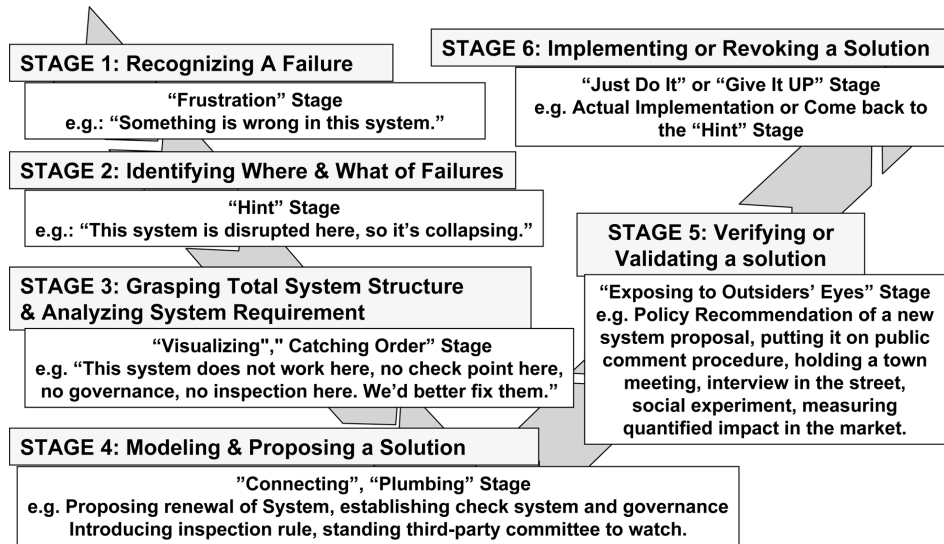 STAGE 1: Recognizing A Failure
“Frustration” Stage
e.g.: “Something is wrong in this system.”
STAGE 2: Identifying Where & What of Failures
“Hint” Stage
e.g.: “This system is disrupted here, so it’s collapsing.”
STAGE 3: Grasping Total System Structure
& Analyzing System Requirement
“Visualizing"," Catching Order” Stage
e.g. “This system does not work here, no check point here,
no governance, no inspection here. We’d better fix them.”
STAGE 4: Modeling & Proposing a Solution
”Connecting”, “Plumbing” Stage
e.g. Proposing renewal of System, establishing check system and governance
Introducing inspection rule, standing third-party committee to watch.
STAGE 5: Verifying or
Validating a solution
“Exposing to Outsiders’ Eyes” Stage
e.g. Policy Recommendation of a new
system proposal, putting it on public
comment procedure, holding a town
meeting, interview in the street,
social experiment, measuring
quantified impact in the market.
STAGE 6: Implementing or Revoking a Solution
“Just Do It” or “Give It UP” Stage
e.g. Actual Implementation or Come back to
the “Hint” Stage